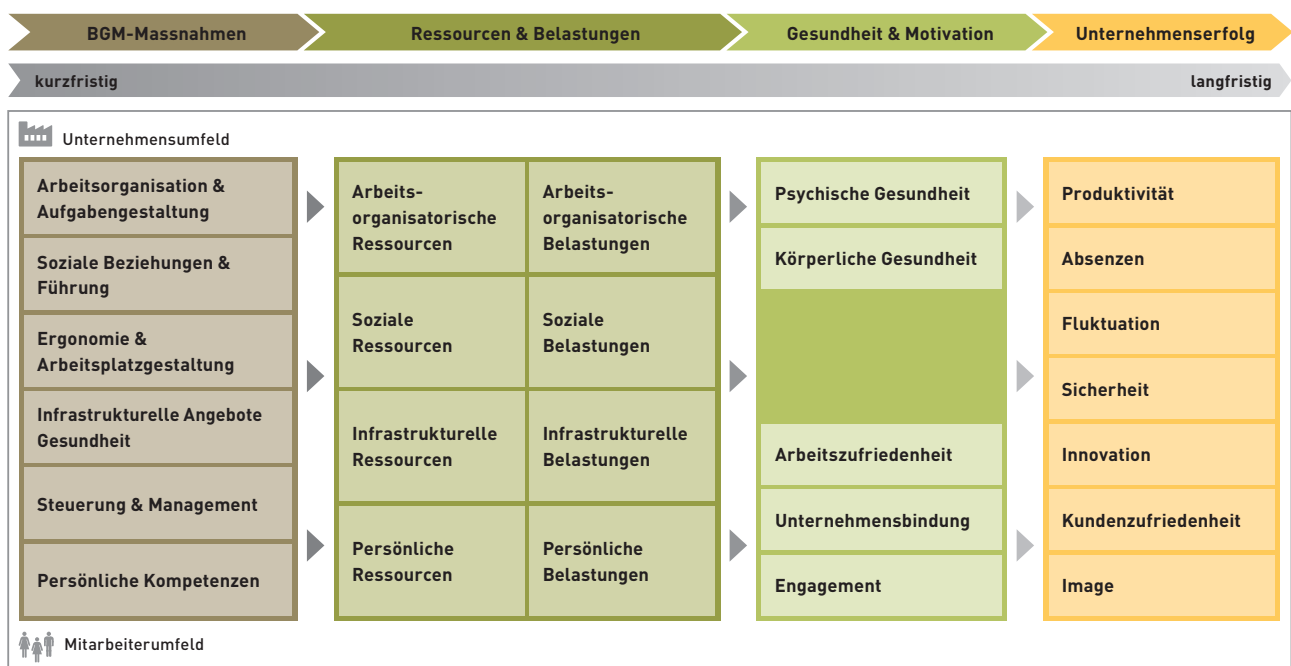 BGM-Massnahmen
Ressourcen & Belastungen
Gesundheit & Motivation
Unternehmenserfolg
kurzfristig
langfristig
Unternehmensumfeld
Arbeitsorganisation &
Aufgabengestaltung
Soziale Beziehungen &
Führung
Ergonomie &
Arbeitsplatzgestaltung
Infrastrukturelle Angebote
Gesundheit
Steuerung & Management
Persönliche Kompetenzen
Arbeits-
organisatorische
Ressourcen
Arbeits-
organisatorische
Belastungen
Soziale
Ressourcen
Soziale
Belastungen
Infrastrukturelle
Ressourcen
Infrastrukturelle
Belastungen
Persönliche
Ressourcen
Persönliche
Belastungen
Psychische Gesundheit
Körperliche Gesundheit
Arbeitszufriedenheit
Unternehmensbindung
Engagement
Produktivität
Absenzen
Fluktuation
Sicherheit
Innovation
Kundenzufriedenheit
Image
Mitarbeiterumfeld